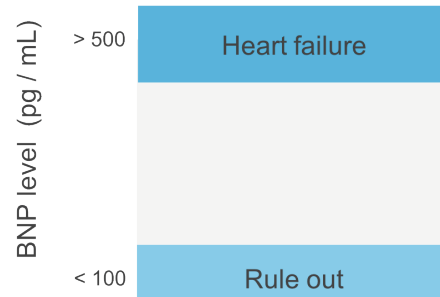 BNP level (pg / mL)
> 500
Heart failure
< 100
Rule out